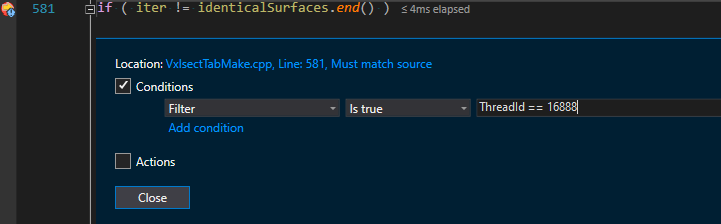 581 if ( iter != identicalSurfaces.end() ) ≤ 4ms elapsed
Location: VxIsectTabMake.cpp, Line: 581, Must match source
Conditions
Filter Is true ThreadId == 16888
Add condition
Actions
Close